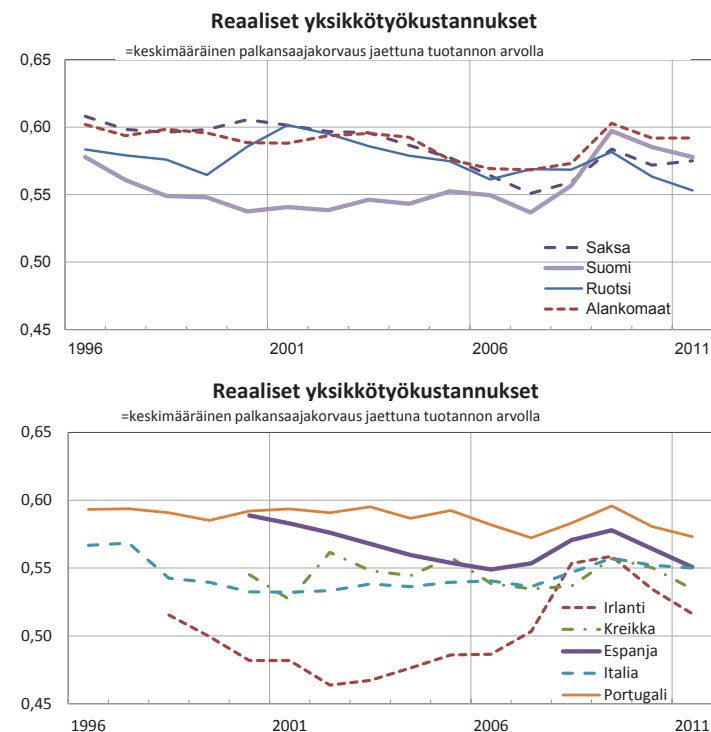 Reaaliset yksikkötyökustannukset
=keskimääräinen palkansaajakorvaus jaettuna tuotannon arvolla
0,65
0,60
0,55
0,50
0,45
Saksa
Suomi
Ruotsi
Alankomaat
1996 2001 2006 2011
Reaaliset yksikkötyökustannukset
=keskimääräinen palkansaajakorvaus jaettuna tuotannon arvolla
0,65
0,60
0,55
0,50
0,45
Irlanti
Kreikka
Espanja
Italia
Portugali
1996 2001 2006 2011